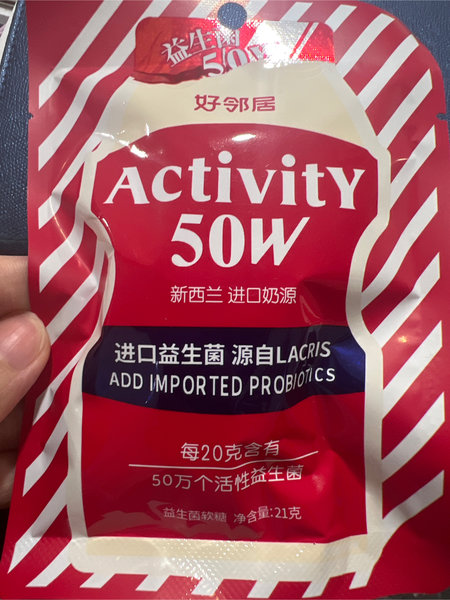 益生菌
50W
好邻居
Activity
50W
新西兰 进口奶源
进口益生菌 源自LACRIS
ADD IMPORTED PROBIOTICS
每20克含有
50万个活性益生菌
益生菌软糖 净含量:21克